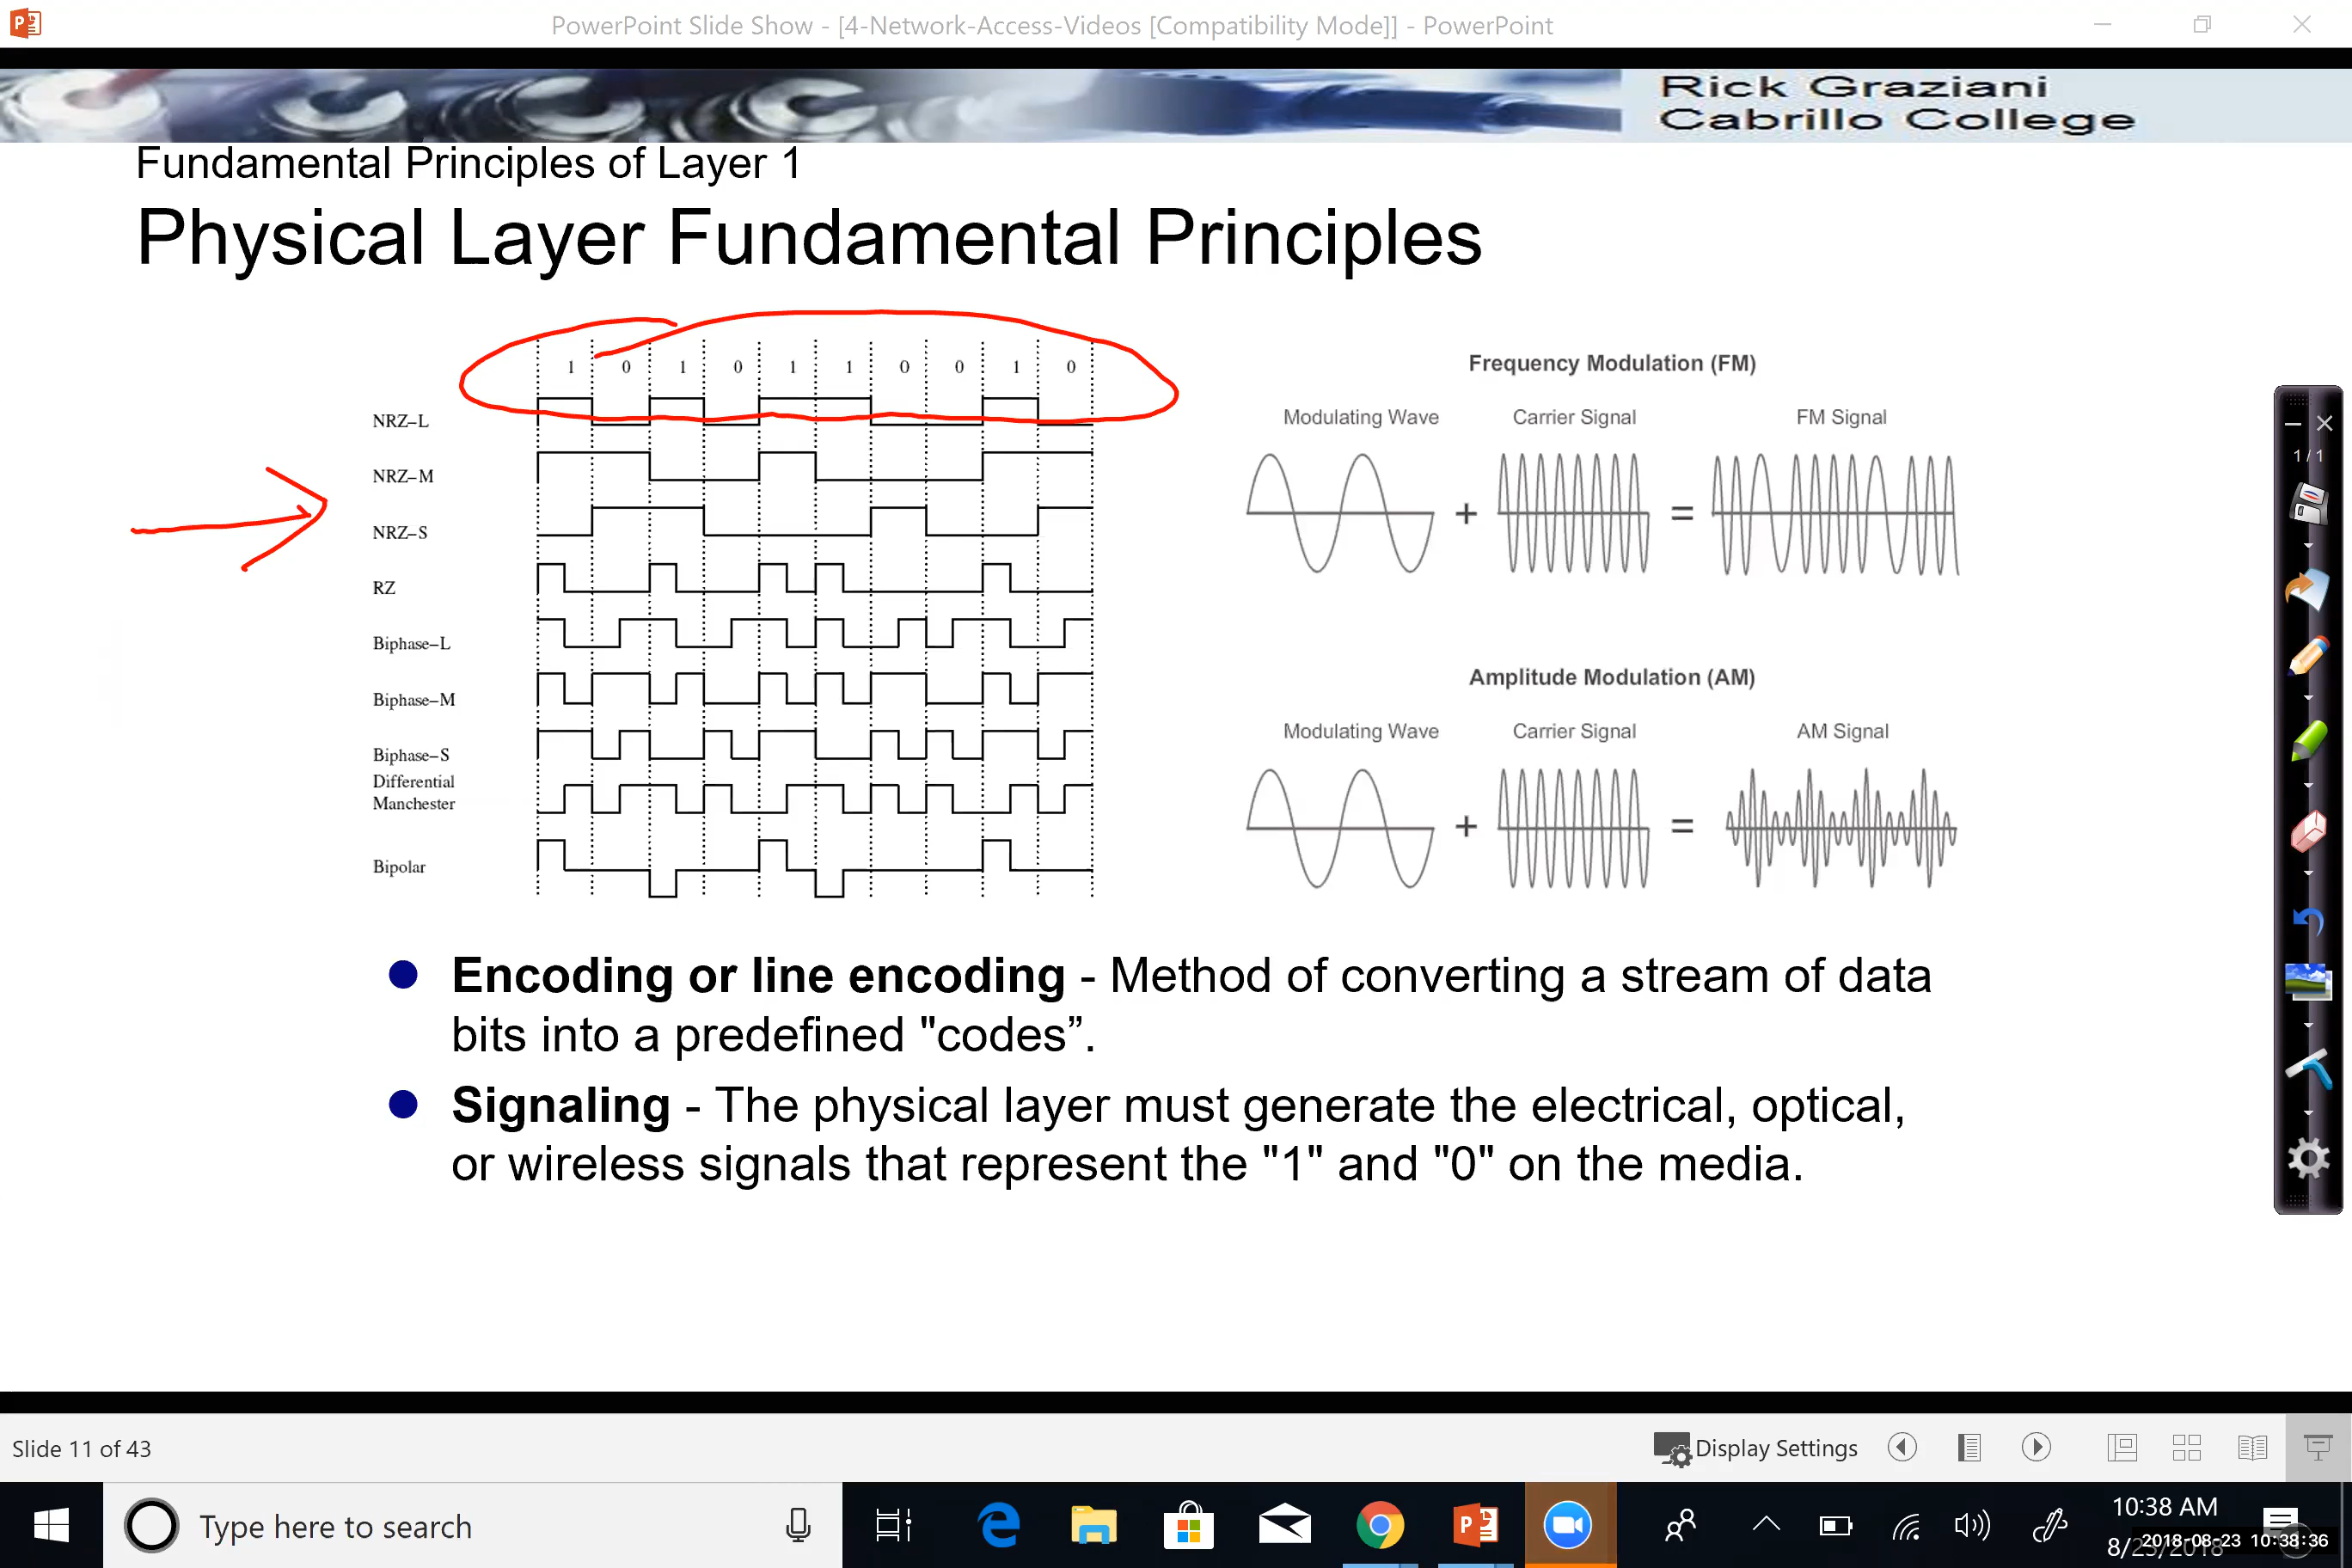 PowerPoint Slide Show - [4-Network-Access-Videos [Compatibility Mode]] - PowerPoint
Rick Graziani
Cabrillo College
Fundamental Principles of Layer 1
Physical Layer Fundamental Principles
1 0 1 0 1 1 0 0 1 0
NRZ-L
NRZ-M
NRZ-S
RZ
Biphase-L
Biphase-M
Biphase-S
Differential
Manchester
Bipolar
Frequency Modulation (FM)
Modulating Wave Carrier Signal FM Signal
+ =
Amplitude Modulation (AM)
Modulating Wave Carrier Signal AM Signal
+ =
1/1
Encoding or line encoding - Method of converting a stream of data
bits into a predefined "codes”.
Signaling - The physical layer must generate the electrical, optical,
or wireless signals that represent the "1" and "0" on the media.
Slide 11 of 43
Display Settings
Type here to search
10:38 AM
8/23/2018
2018-08-23 10:38:36